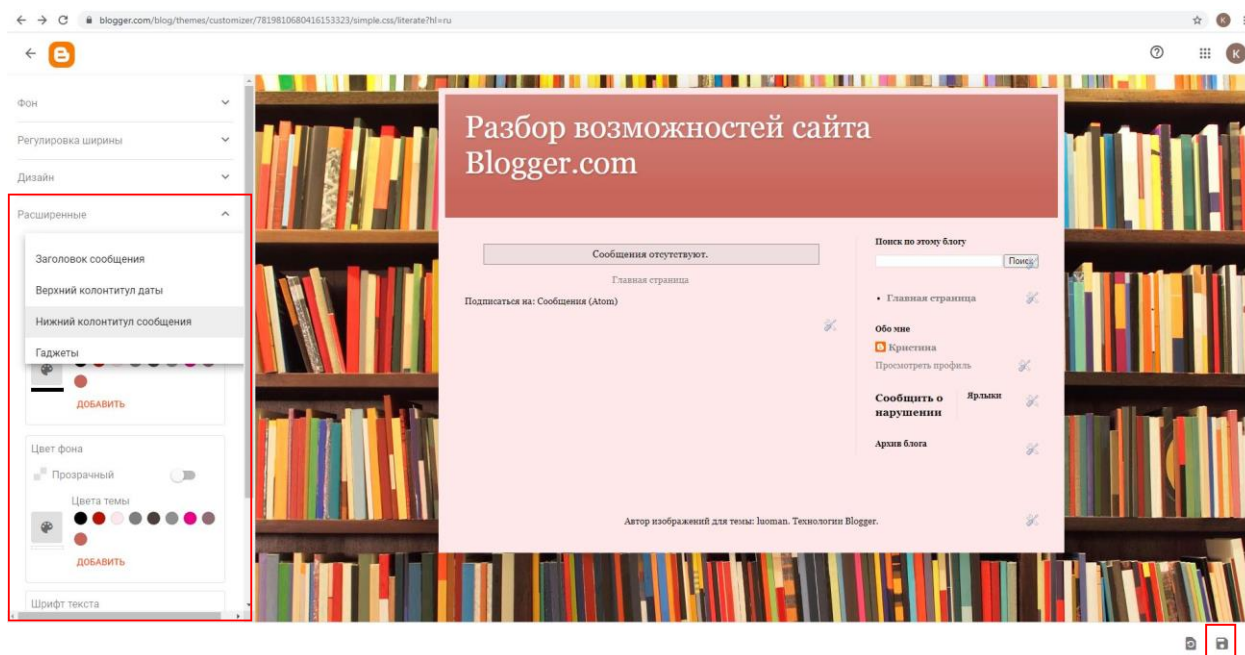 blogger.com/blog/themes/customizer/7819810680416153323/simple.css/literate?hl=ru
K
K
Фон
Регулировка ширины
Дизайн
Расширенные
Заголовок сообщения
Верхний колонтитул даты
Нижний колонтитул сообщения
Гаджеты
ДОБАВИТЬ
Цвет фона
Прозрачный
Цвета темы
ДОБАВИТЬ
Шрифт текста
Разбор возможностей сайта
Blogger.com
Сообщения отсутствуют.
Главная страница
Подписаться на: Сообщения (Atom)
Поиск по этому блогу
Поиск
Главная страница
Обо мне
Кристина
Просмотреть профиль
Сообщить о
нарушении
Ярлыки
Архив блога
Автор изображений для темы: luoman. Технологии Blogger.